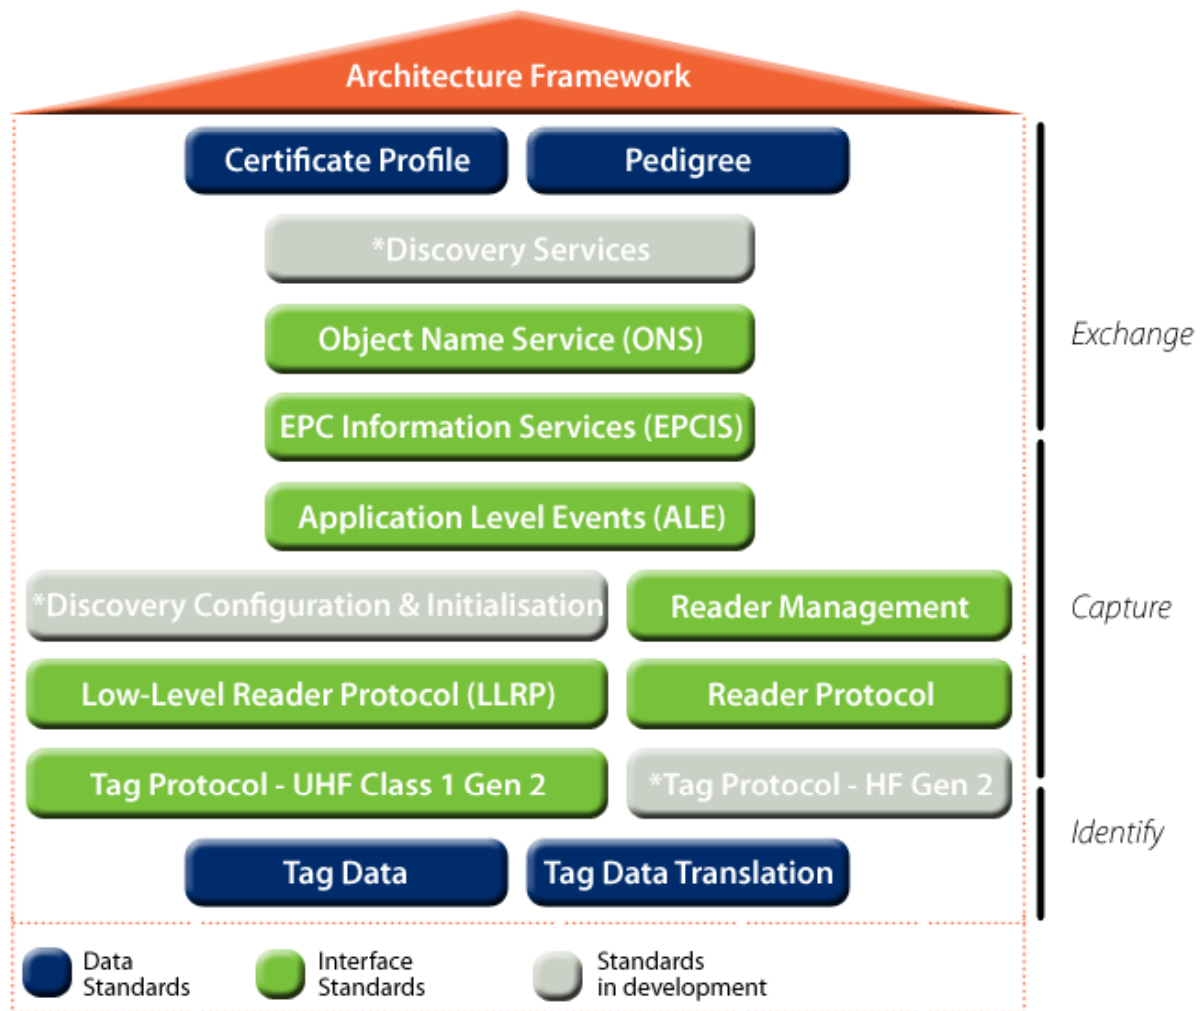 Architecture Framework
Certificate Profile
Pedigree
*Discovery Services
Object Name Service (ONS)
Exchange
EPC Information Services (EPCIS)
Application Level Events (ALE)
*Discovery Configuration & Initialisation
Reader Management
Capture
Low-Level Reader Protocol (LLRP)
Reader Protocol
Tag Protocol - UHF Class 1 Gen 2
*Tag Protocol - HF Gen 2
Identify
Tag Data
Tag Data Translation
Data
Standards
Interface
Standards
Standards
in development